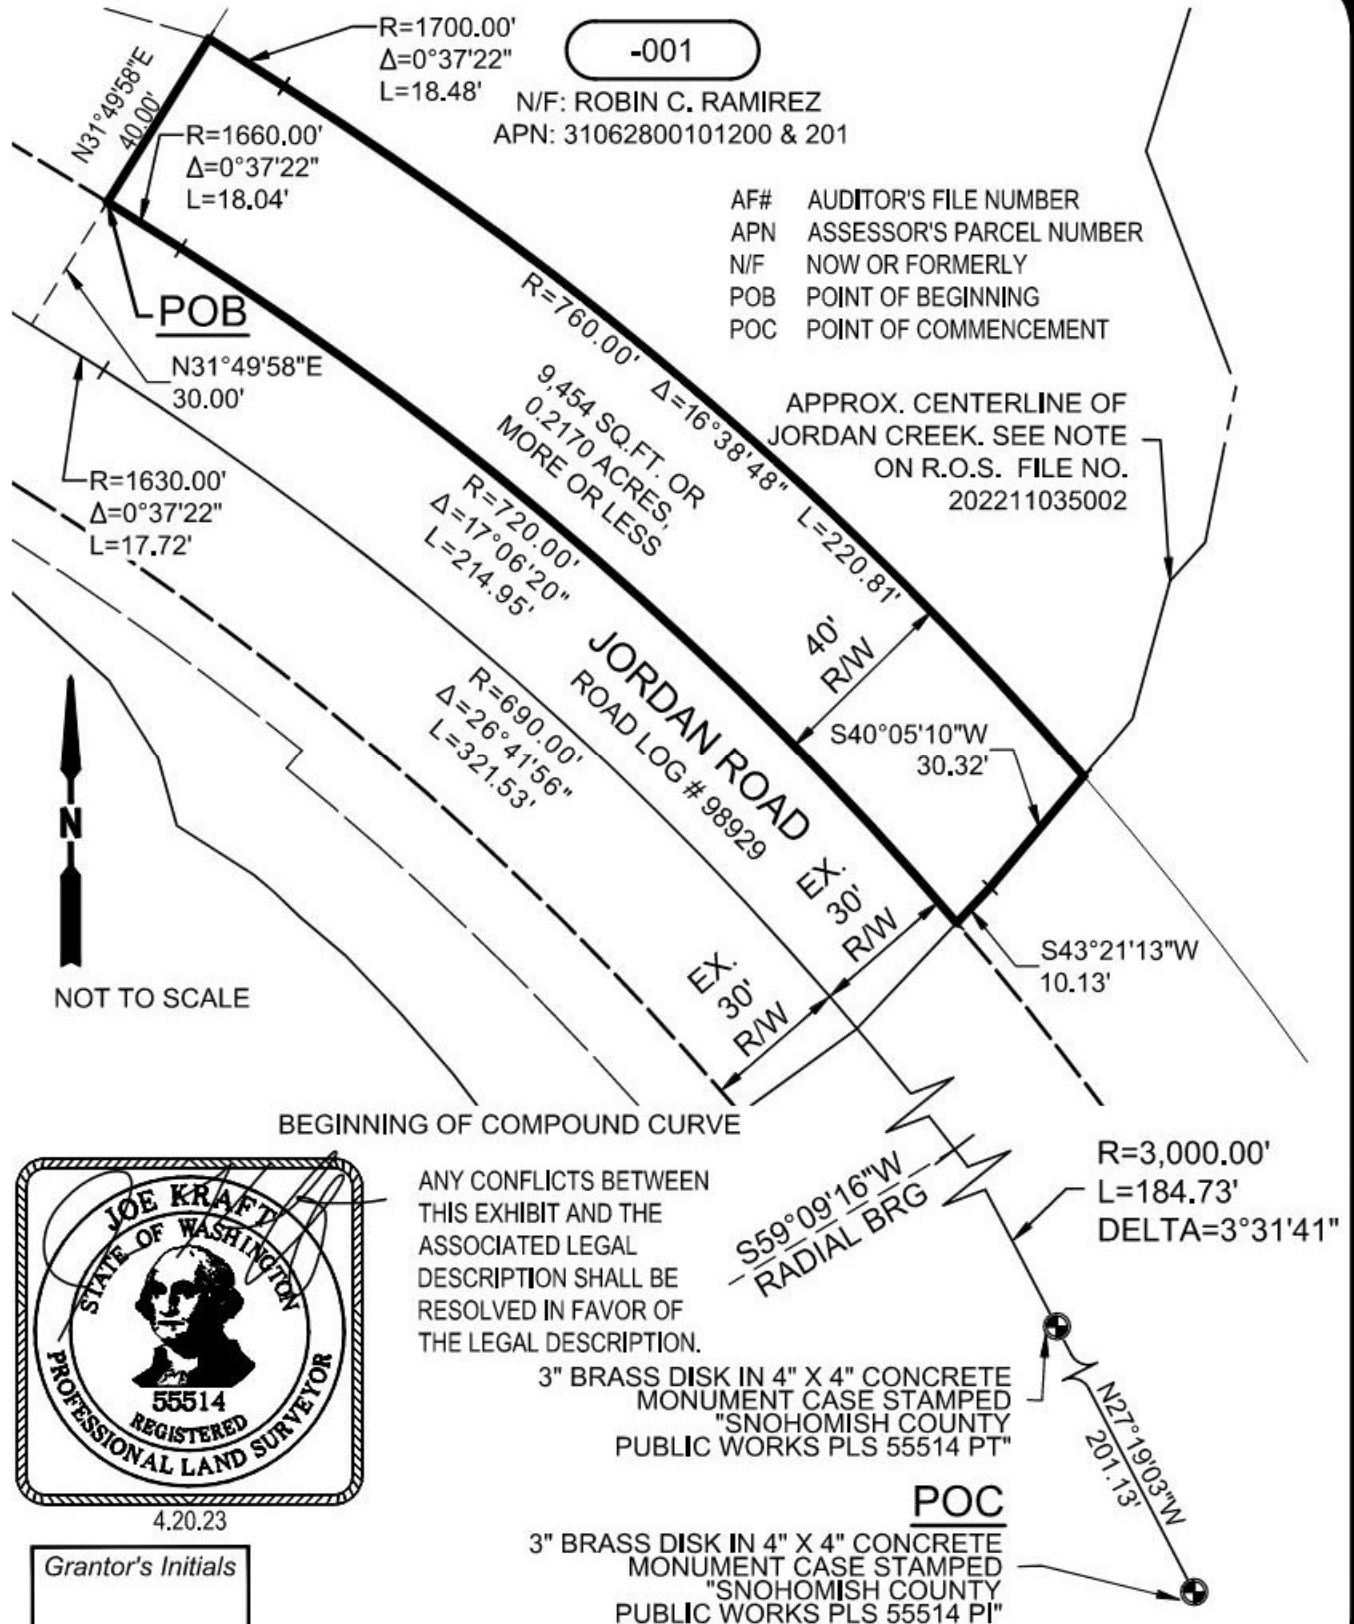 R=1700.00'
Δ=0°37'22"
L=18.48'
-001
N/F: ROBIN C. RAMIREZ
APN: 31062800101200 & 201
N31°49'58"E
40.00'
R=1660.00'
Δ=0°37'22"
L=18.04'
AF# AUDITOR'S FILE NUMBER
APN ASSESSOR'S PARCEL NUMBER
N/F NOW OR FORMERLY
POB POINT OF BEGINNING
POC POINT OF COMMENCEMENT
POB
N31°49'58"E
30.00'
R=760.00' Δ=16°38'48" L=220.81'
9,454 SQ.FT. OR
0.2170 ACRES,
MORE OR LESS
APPROX. CENTERLINE OF
JORDAN CREEK. SEE NOTE
ON R.O.S. FILE NO.
202211035002
R=1630.00'
Δ=0°37'22"
L=17.72'
R=720.00'
Δ=17°06'20"
L=214.95'
40'
R/W
JORDAN ROAD
ROAD LOG # 98929
R=690.00'
Δ=26°41'56"
L=321.53'
S40°05'10"W
30.32'
EX.
30'
R/W
EX.
30'
R/W
S43°21'13"W
10.13'
N
NOT TO SCALE
BEGINNING OF COMPOUND CURVE
R=3,000.00'
L=184.73'
DELTA=3°31'41"
S59°09'16"W
RADIAL BRG
ANY CONFLICTS BETWEEN
THIS EXHIBIT AND THE
ASSOCIATED LEGAL
DESCRIPTION SHALL BE
RESOLVED IN FAVOR OF
THE LEGAL DESCRIPTION.
JOE KRAFT
STATE OF WASHINGTON
55514
REGISTERED
PROFESSIONAL LAND SURVEYOR
4.20.23
3" BRASS DISK IN 4" X 4" CONCRETE
MONUMENT CASE STAMPED
"SNOHOMISH COUNTY
PUBLIC WORKS PLS 55514 PT"
N27°19'03"W
201.13'
POC
3" BRASS DISK IN 4" X 4" CONCRETE
MONUMENT CASE STAMPED
"SNOHOMISH COUNTY
PUBLIC WORKS PLS 55514 PI"
Grantor's Initials